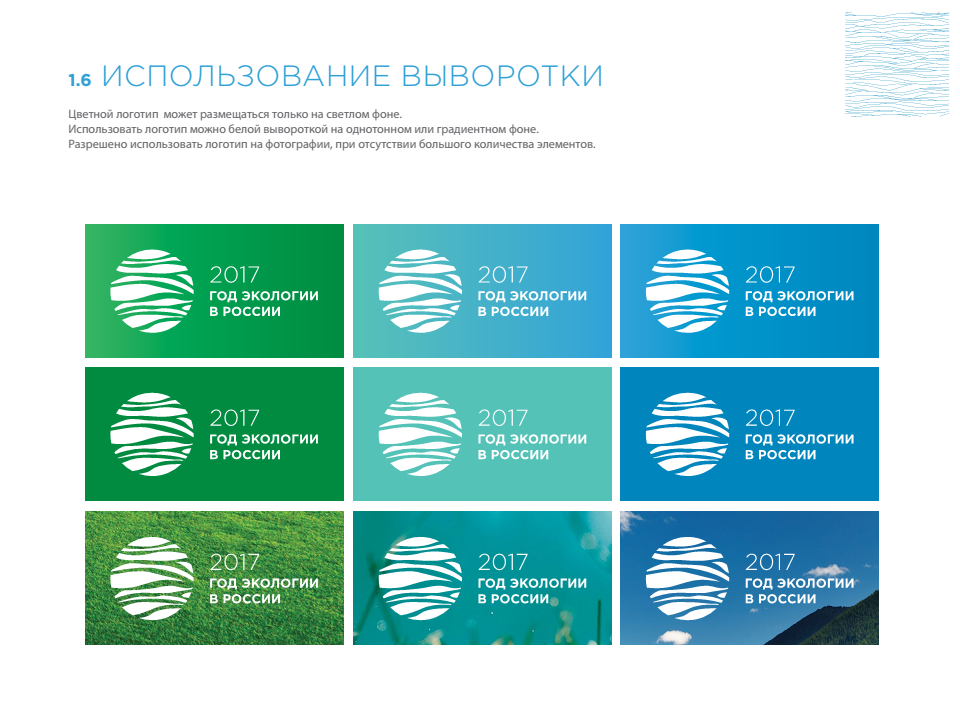 1.6 ИСПОЛЬЗОВАНИЕ ВЫВОРОТКИ
Цветной логотип может размещаться только на светлом фоне.
Использовать логотип можно белой вывороткой на однотонном или градиентном фоне.
Разрешено использовать логотип на фотографии, при отсутствии большого количества элементов.
2017
ГОД ЭКОЛОГИИ
В РОССИИ
2017
ГОД ЭКОЛОГИИ
В РОССИИ
2017
ГОД ЭКОЛОГИИ
В РОССИИ
2017
ГОД ЭКОЛОГИИ
В РОССИИ
2017
ГОД ЭКОЛОГИИ
В РОССИИ
2017
ГОД ЭКОЛОГИИ
В РОССИИ
2017
ГОД ЭКОЛОГИИ
В РОССИИ
2017
ГОД ЭКОЛОГИИ
В РОССИИ
2017
ГОД ЭКОЛОГИИ
В РОССИИ